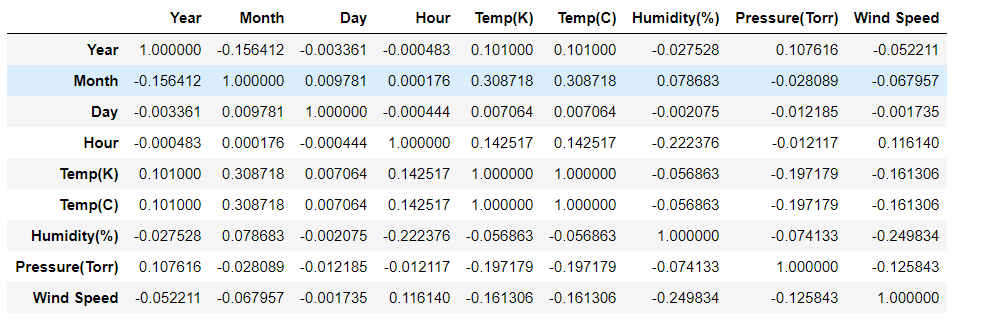 Year Month Day Hour Temp(K) Temp(C) Humidity(%) Pressure(Torr) Wind Speed
Year 1.000000 -0.156412 -0.003361 -0.000483 0.101000 0.101000 -0.027528 0.107616 -0.052211
Month -0.156412 1.000000 0.009781 0.000176 0.308718 0.308718 0.078683 -0.028089 -0.067957
Day -0.003361 0.009781 1.000000 -0.000444 0.007064 0.007064 -0.002075 -0.012185 -0.001735
Hour -0.000483 0.000176 -0.000444 1.000000 0.142517 0.142517 -0.222376 -0.012117 0.116140
Temp(K) 0.101000 0.308718 0.007064 0.142517 1.000000 1.000000 -0.056863 -0.197179 -0.161306
Temp(C) 0.101000 0.308718 0.007064 0.142517 1.000000 1.000000 -0.056863 -0.197179 -0.161306
Humidity(%) -0.027528 0.078683 -0.002075 -0.222376 -0.056863 -0.056863 1.000000 -0.074133 -0.249834
Pressure(Torr) 0.107616 -0.028089 -0.012185 -0.012117 -0.197179 -0.197179 -0.074133 1.000000 -0.125843
Wind Speed -0.052211 -0.067957 -0.001735 0.116140 -0.161306 -0.161306 -0.249834 -0.125843 1.000000